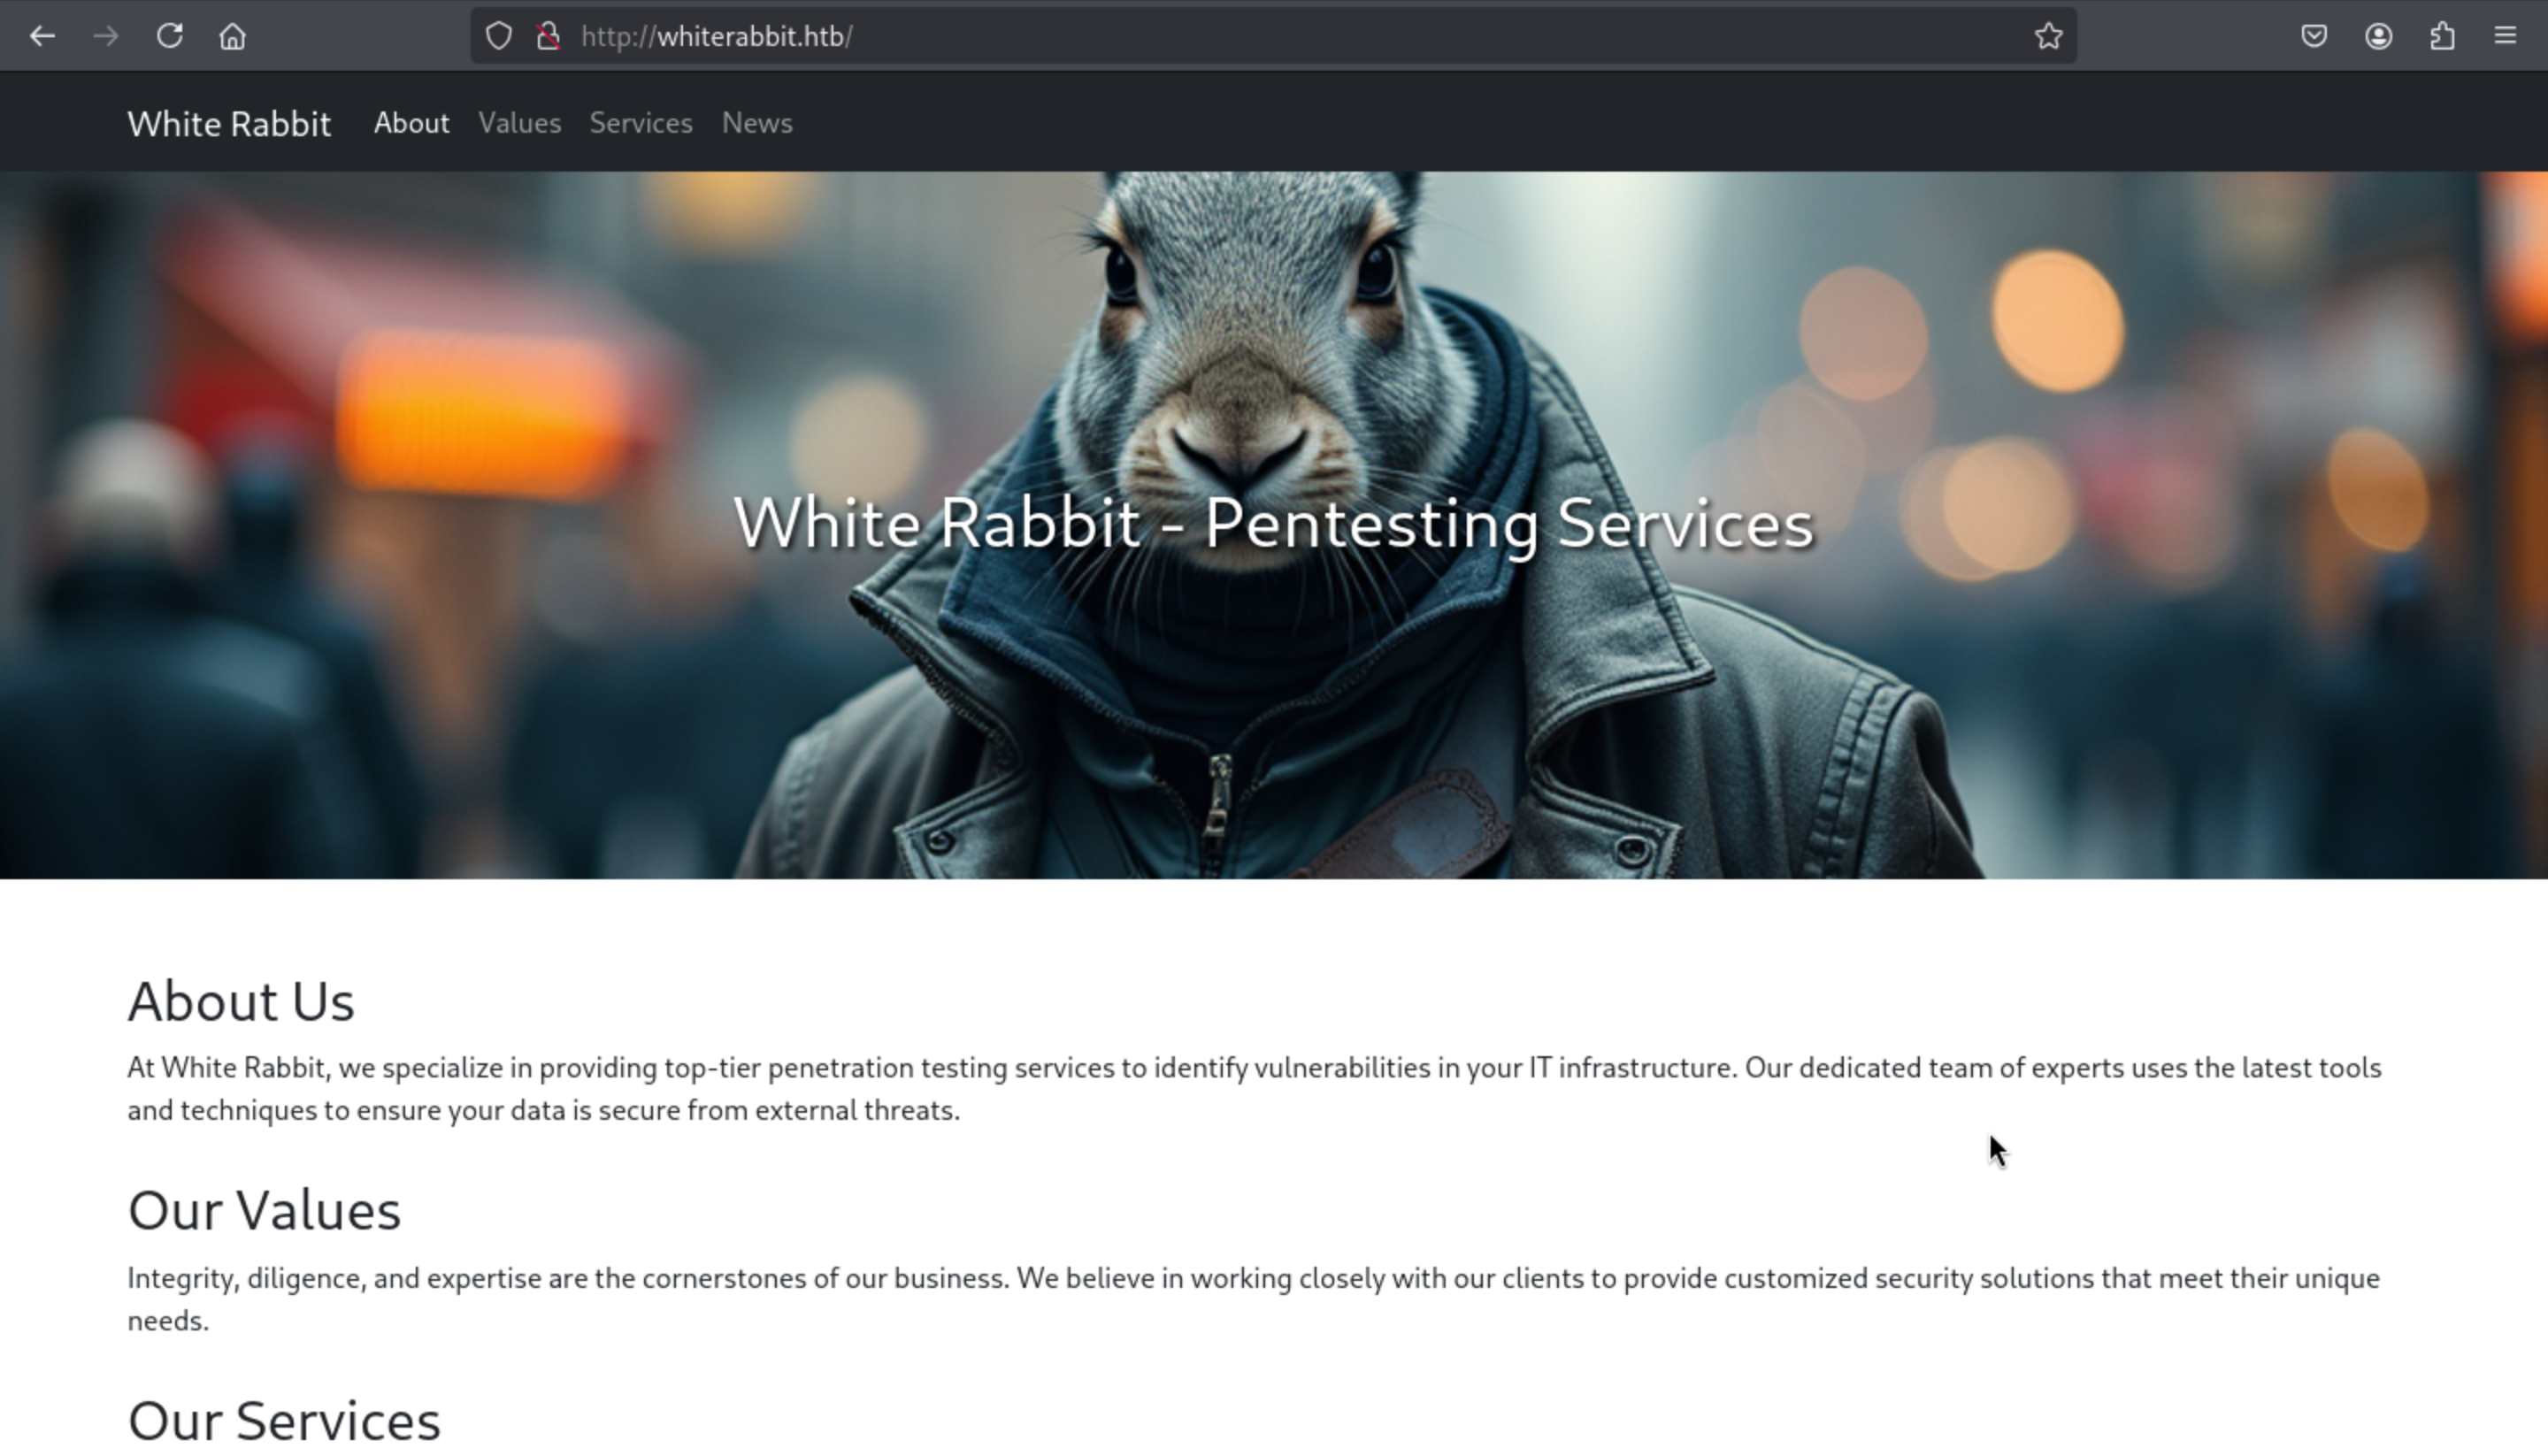 http://whiterabbit.htb/
White Rabbit About Values Services News
White Rabbit - Pentesting Services
About Us
At White Rabbit, we specialize in providing top-tier penetration testing services to identify vulnerabilities in your IT infrastructure. Our dedicated team of experts uses the latest tools
and techniques to ensure your data is secure from external threats.
Our Values
Integrity, diligence, and expertise are the cornerstones of our business. We believe in working closely with our clients to provide customized security solutions that meet their unique
needs.
Our Services